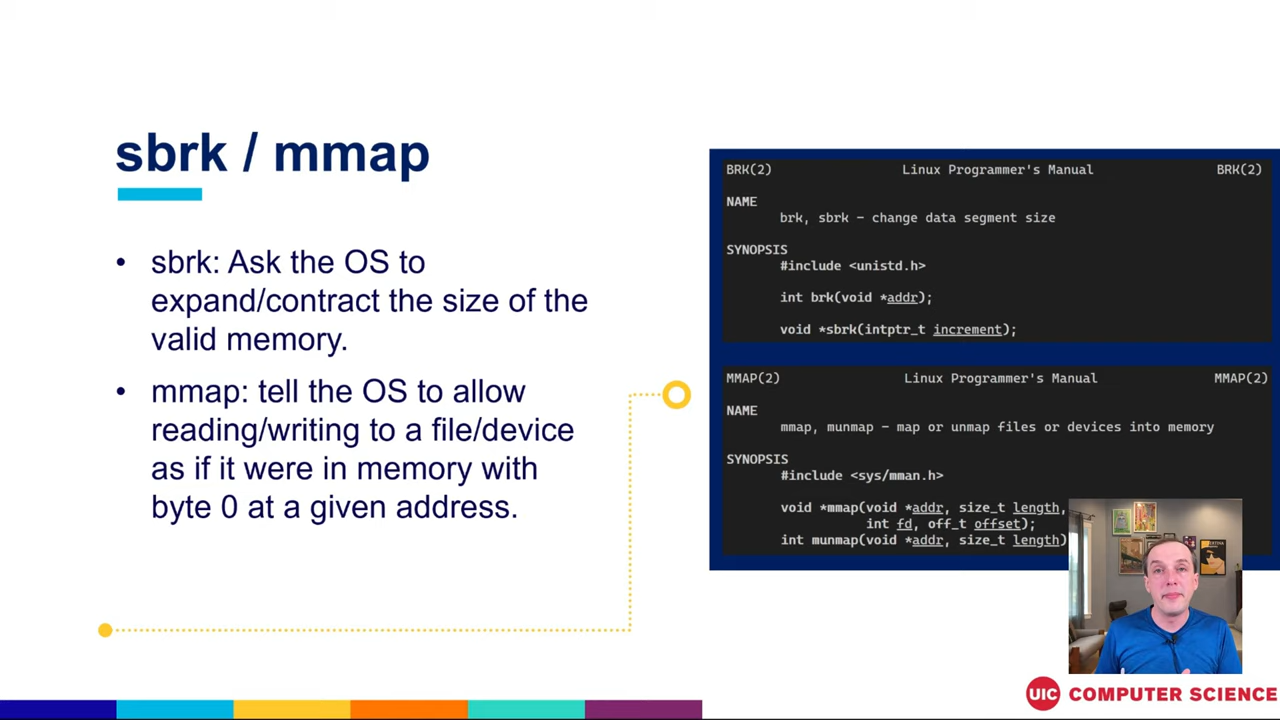 sbrk / mmap
• sbrk: Ask the OS to
expand/contract the size of the
valid memory.
• mmap: tell the OS to allow
reading/writing to a file/device
as if it were in memory with
byte 0 at a given address.
BRK(2) Linux Programmer's Manual BRK(2)
NAME
brk, sbrk – change data segment size
SYNOPSIS
#include <unistd.h>
int brk(void *addr);
void *sbrk(intptr_t increment);
MMAP(2) Linux Programmer's Manual MMAP(2)
NAME
mmap, munmap – map or unmap files or devices into memory
SYNOPSIS
#include <sys/mman.h>
void *mmap(void *addr, size_t length,
int fd, off_t offset);
int munmap(void *addr, size_t length)
UIC COMPUTER SCIENCE